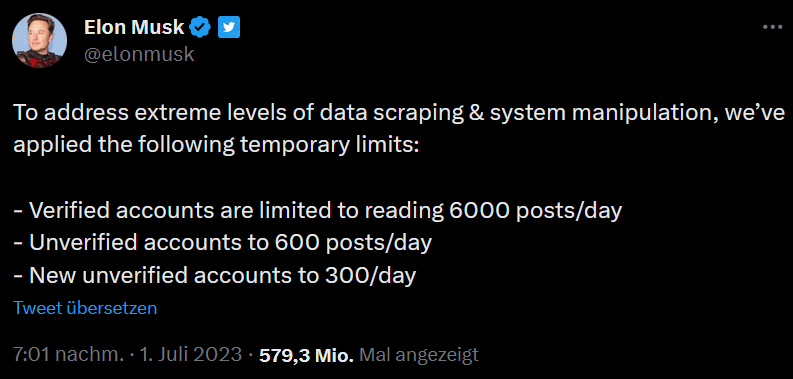 Elon Musk
@elonmusk
To address extreme levels of data scraping & system manipulation, we’ve
applied the following temporary limits:
- Verified accounts are limited to reading 6000 posts/day
- Unverified accounts to 600 posts/day
- New unverified accounts to 300/day
Tweet übersetzen
7:01 nachm. · 1. Juli 2023 · 579,3 Mio. Mal angezeigt